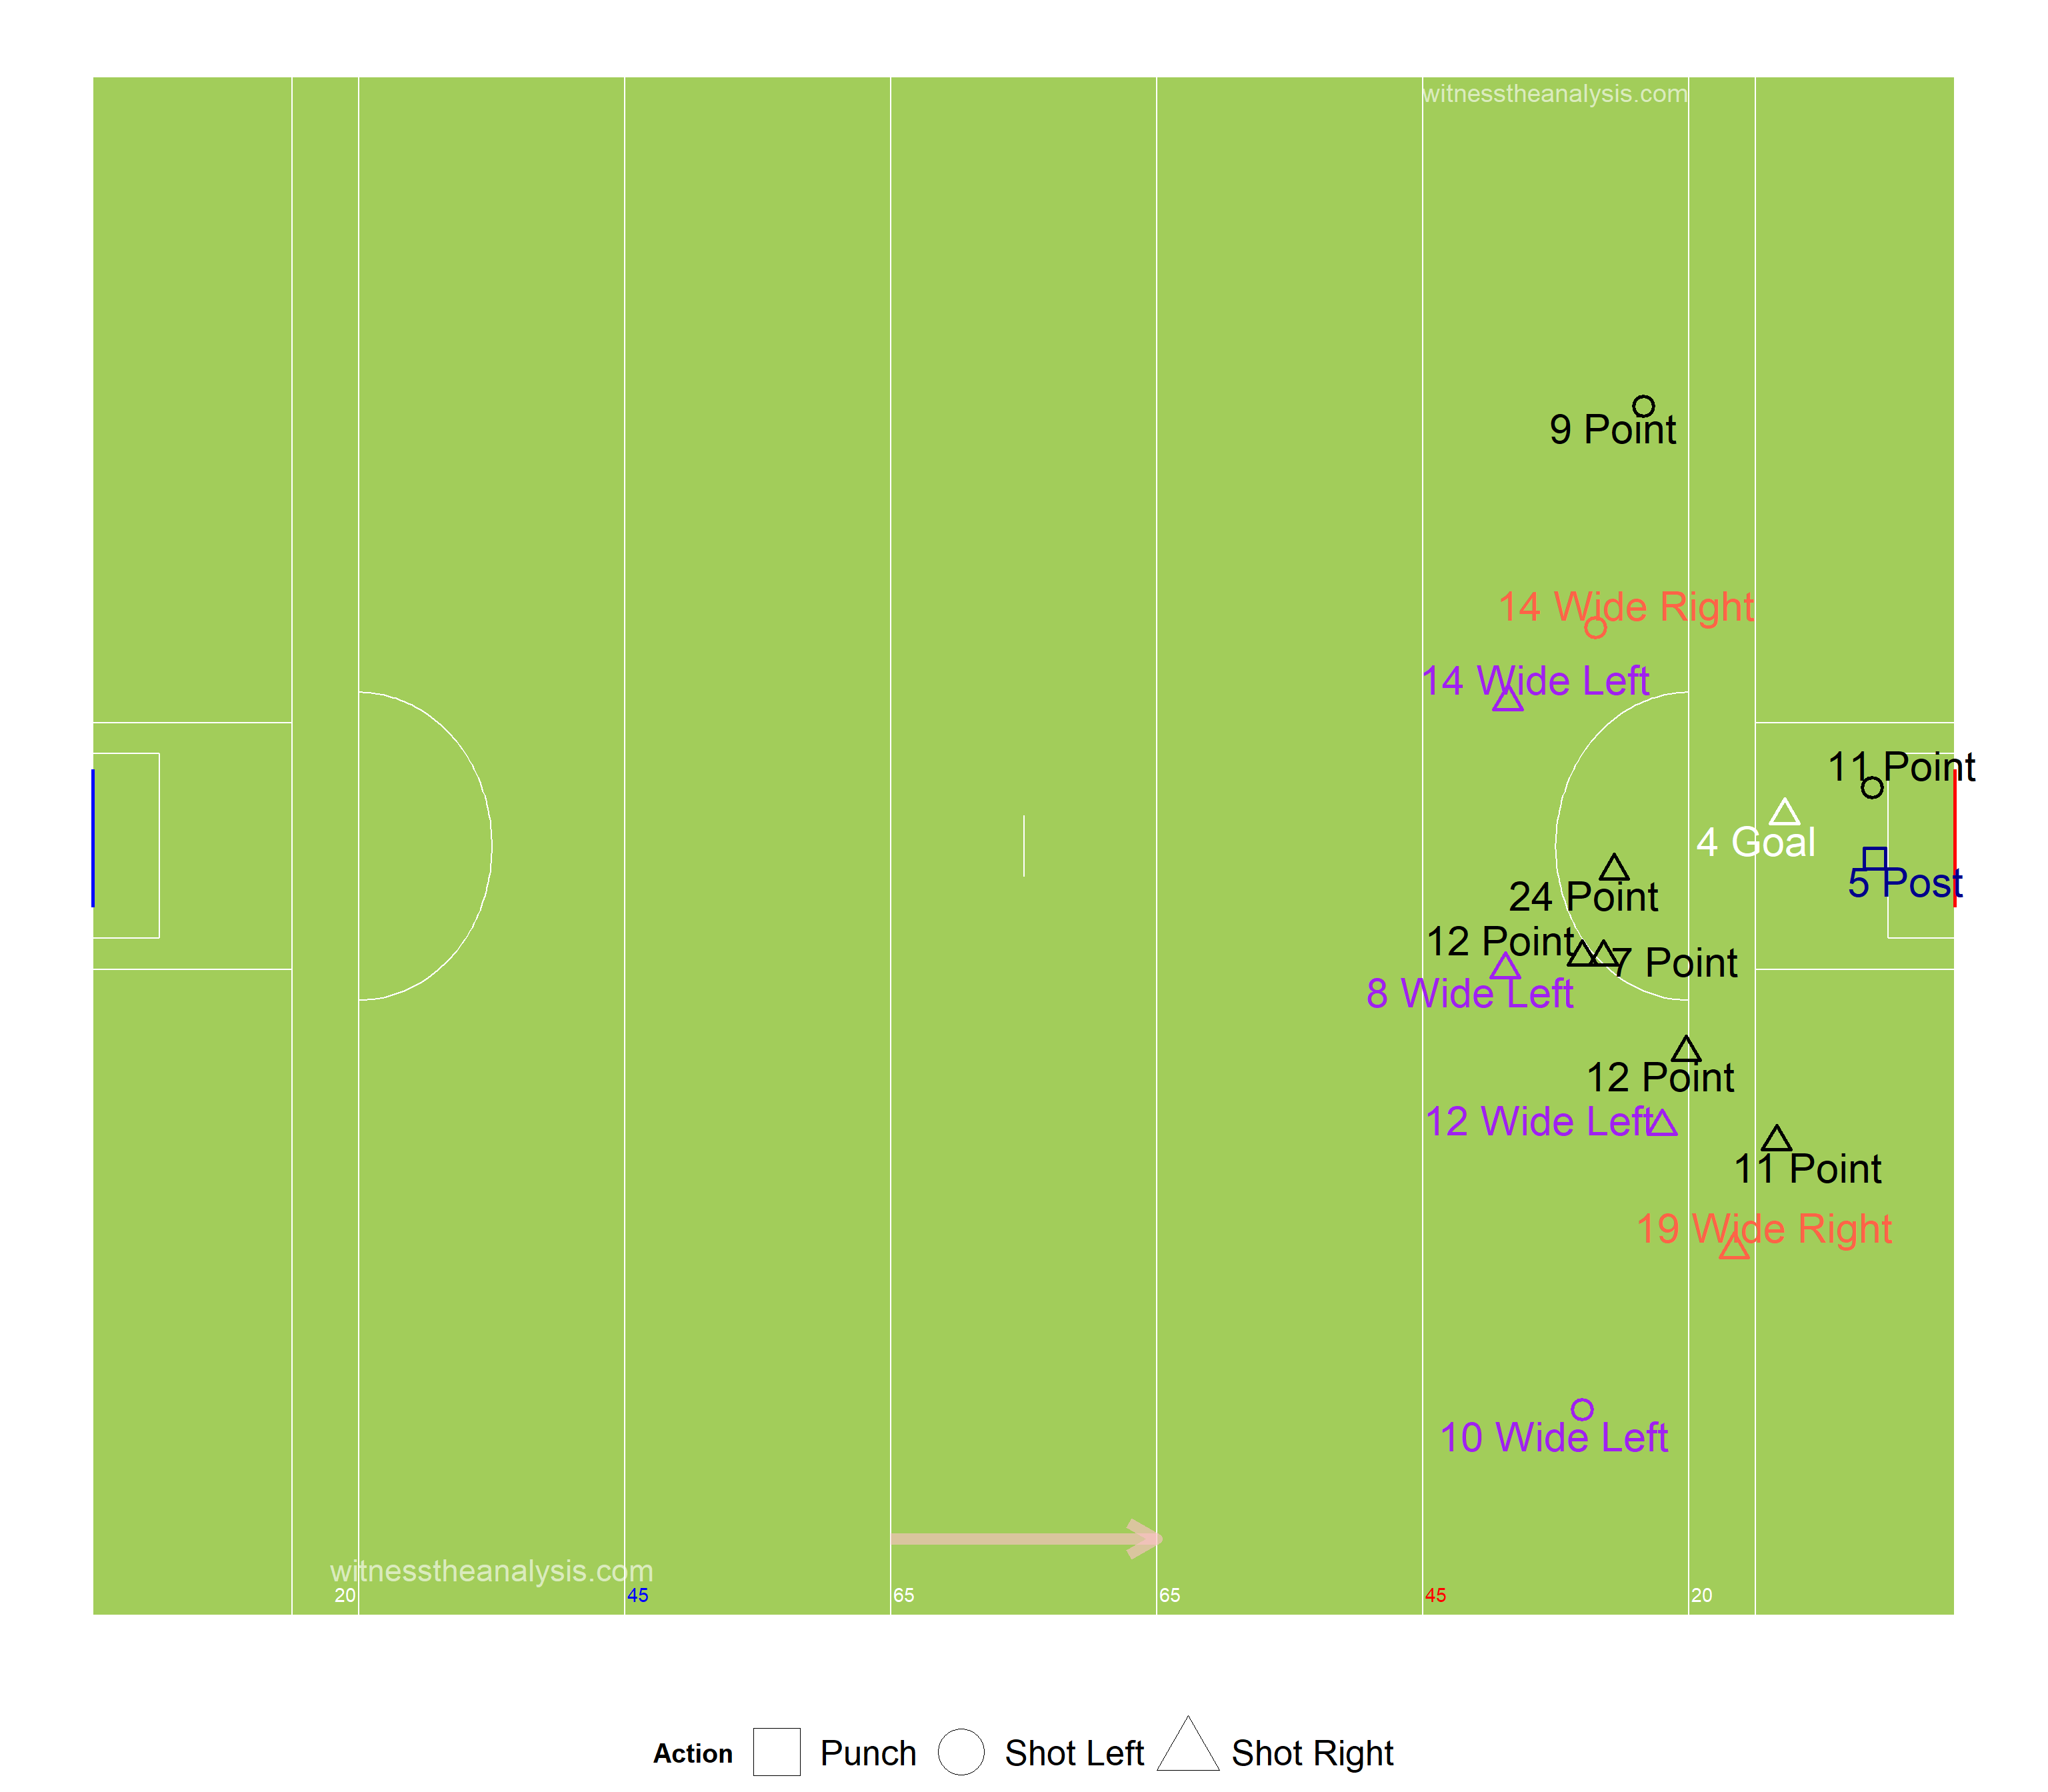 witnesstheanalysis.com
9 Point
14 Wide Right
14 Wide Left
11 Point
4 Goal
5 Post
24 Point
12 Point
7 Point
8 Wide Left
12 Point
12 Wide Left
11 Point
19 Wide Right
10 Wide Left
witnesstheanalysis.com
20 45 65 65 45 20
Action Punch Shot Left Shot Right